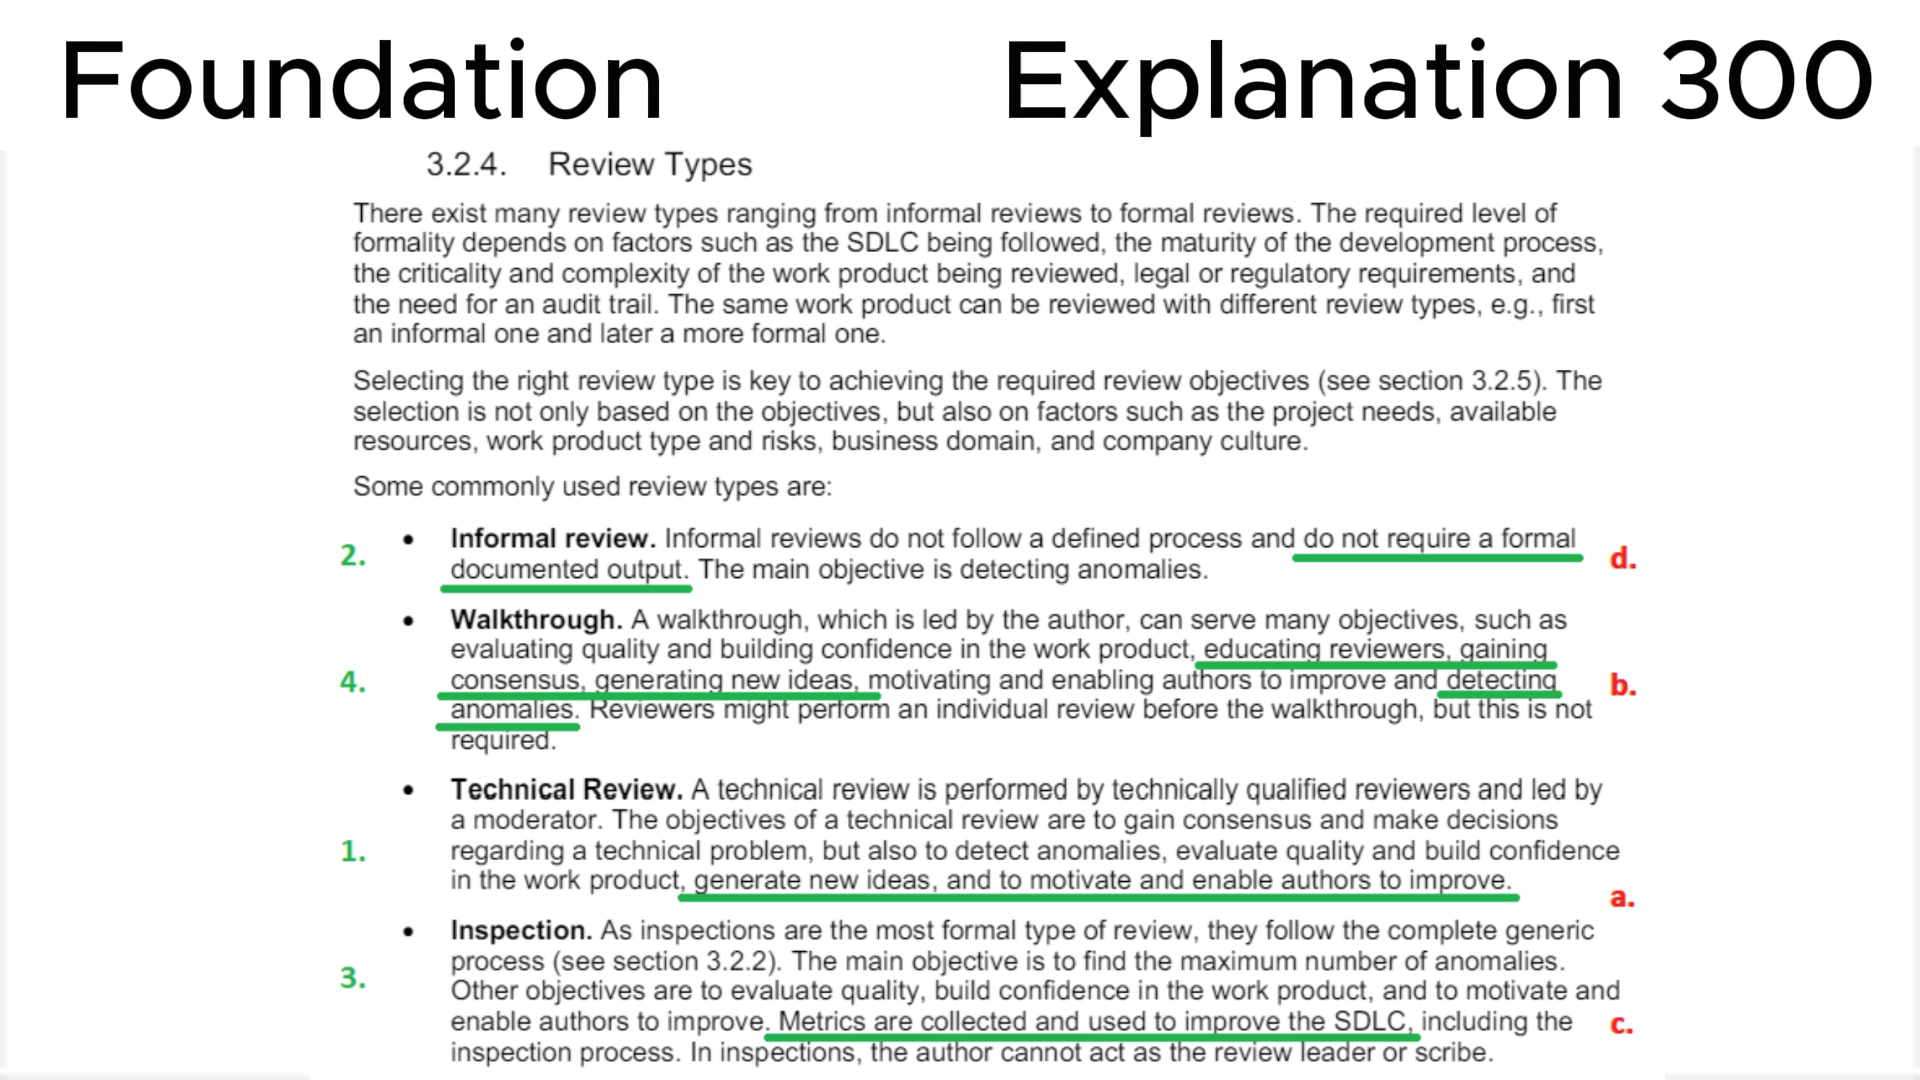 Foundation
Explanation 300
3.2.4. Review Types
There exist many review types ranging from informal reviews to formal reviews. The required level of
formality depends on factors such as the SDLC being followed, the maturity of the development process,
the criticality and complexity of the work product being reviewed, legal or regulatory requirements, and
the need for an audit trail. The same work product can be reviewed with different review types, e.g., first
an informal one and later a more formal one.
Selecting the right review type is key to achieving the required review objectives (see section 3.2.5). The
selection is not only based on the objectives, but also on factors such as the project needs, available
resources, work product type and risks, business domain, and company culture.
Some commonly used review types are:
2.
• Informal review. Informal reviews do not follow a defined process and do not require a formal
documented output. The main objective is detecting anomalies.
d.
• Walkthrough. A walkthrough, which is led by the author, can serve many objectives, such as
evaluating quality and building confidence in the work product, educating reviewers, gaining
4.
consensus, generating new ideas, motivating and enabling authors to improve and detecting
b.
anomalies. Reviewers might perform an individual review before the walkthrough, but this is not
required.
• Technical Review. A technical review is performed by technically qualified reviewers and led by
a moderator. The objectives of a technical review are to gain consensus and make decisions
1.
regarding a technical problem, but also to detect anomalies, evaluate quality and build confidence
in the work product, generate new ideas, and to motivate and enable authors to improve.
a.
• Inspection. As inspections are the most formal type of review, they follow the complete generic
process (see section 3.2.2). The main objective is to find the maximum number of anomalies.
3.
Other objectives are to evaluate quality, build confidence in the work product, and to motivate and
enable authors to improve. Metrics are collected and used to improve the SDLC, including the
c.
inspection process. In inspections, the author cannot act as the review leader or scribe.